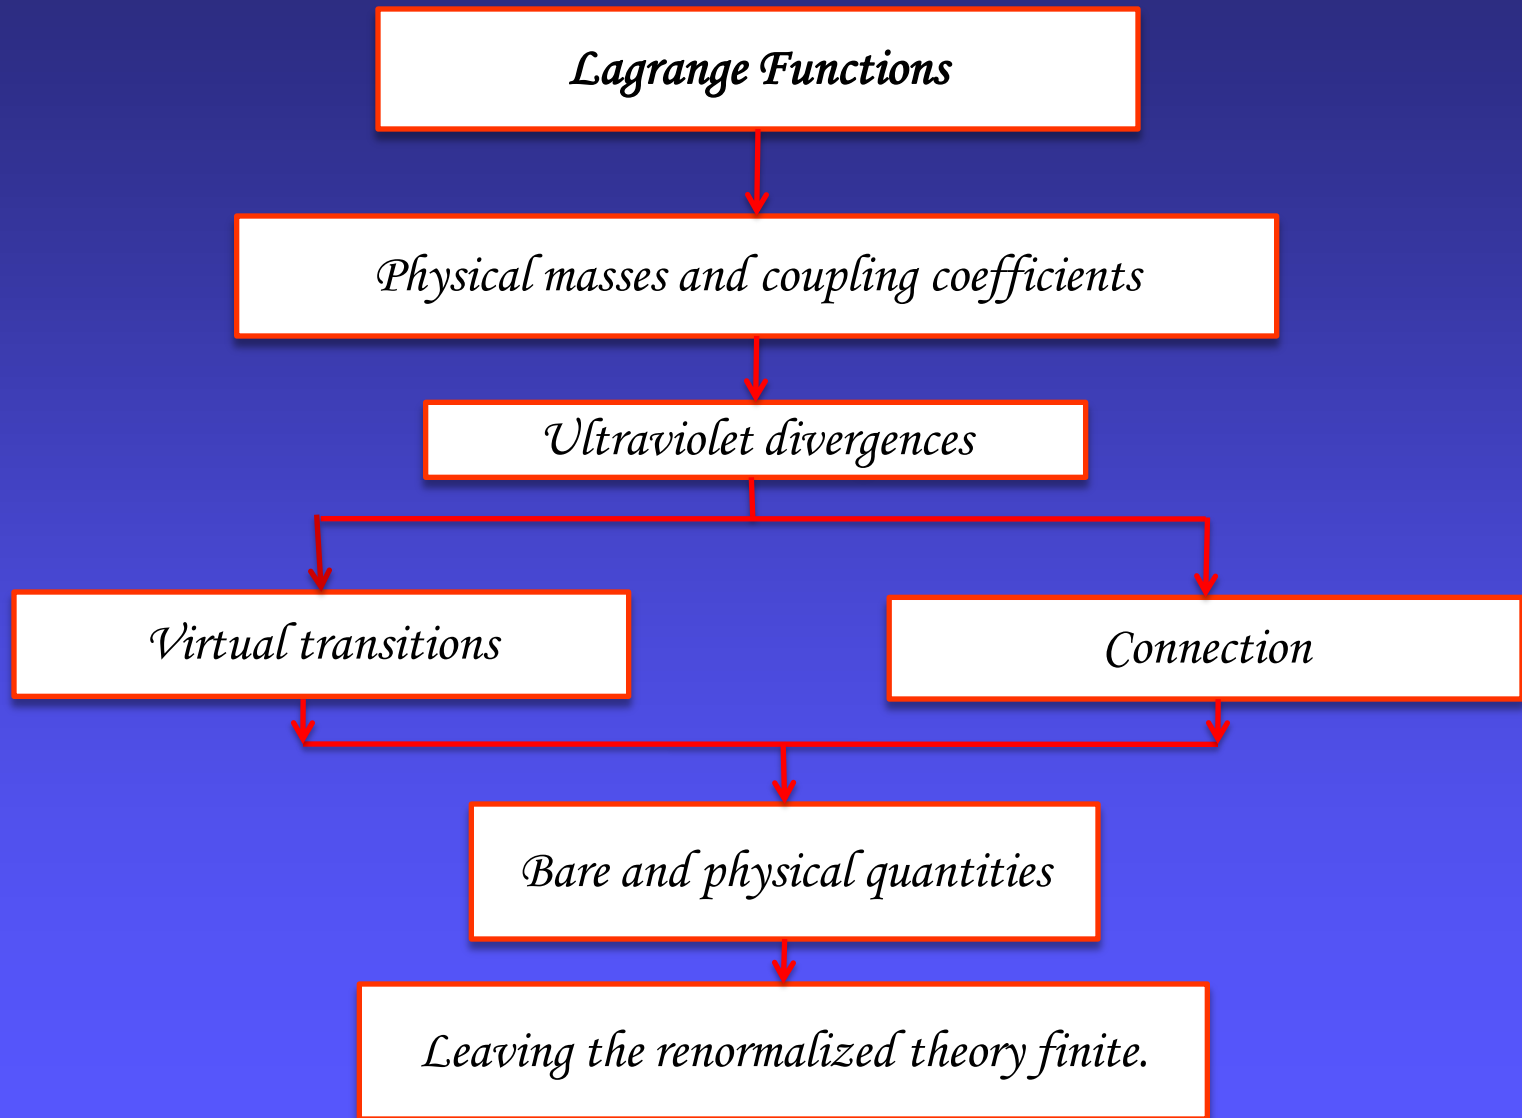 Lagrange Functions
Physical masses and coupling coefficients
Ultraviolet divergences
Virtual transitions
Connection
Bare and physical quantities
Leaving the renormalized theory finite.